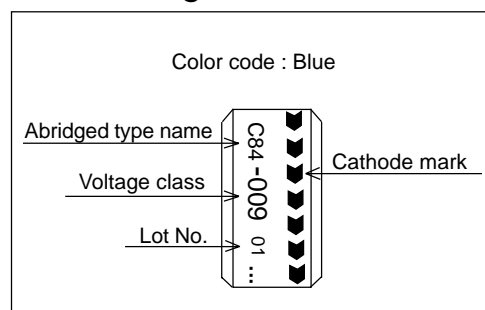 Color code : Blue
Abridged type name
Voltage class
Lot No.
C84-009 01 ...
Cathode mark